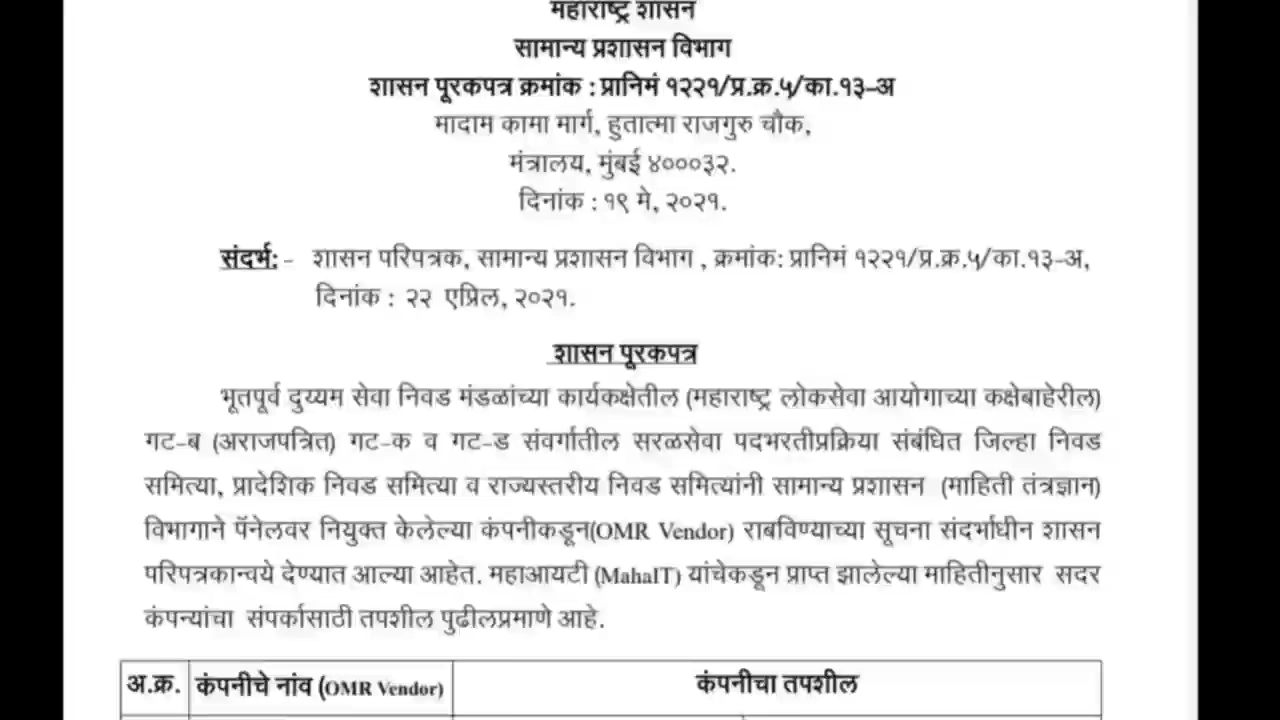 महाराष्ट्र शासन
सामान्य प्रशासन विभाग
शासन पूरकपत्र क्रमांक : प्रानिमं १२२१/प्र.क्र.५/का.१३-अ
मादाम कामा मार्ग, हुतात्मा राजगुरु चौक,
मंत्रालय, मुंबई ४०००३२.
दिनांक : १९ मे, २०२१.
संदर्भ: - शासन परिपत्रक, सामान्य प्रशासन विभाग , क्रमांक: प्रानिमं १२२१/प्र.क्र.५/का.१३-अ,
दिनांक : २२ एप्रिल, २०२१.
शासन पूरकपत्र
भूतपूर्व दुय्यम सेवा निवड मंडळांच्या कार्यकक्षेतील (महाराष्ट्र लोकसेवा आयोगाच्या कक्षेबाहेरील)
गट-ब (अराजपत्रित) गट-क व गट-ड संवर्गातील सरळसेवा पदभरतीप्रक्रिया संबंधित जिल्हा निवड
समित्या, प्रादेशिक निवड समित्या व राज्यस्तरीय निवड समित्यांनी सामान्य प्रशासन (माहिती तंत्रज्ञान)
विभागाने पॅनेलवर नियुक्त केलेल्या कंपनीकडून(OMR Vendor) राबविण्याच्या सूचना संदर्भाधीन शासन
परिपत्रकान्वये देण्यात आल्या आहेत. महाआयटी (MahaIT) यांचेकडून प्राप्त झालेल्या माहितीनुसार सदर
कंपन्यांचा संपर्कासाठी तपशील पुढीलप्रमाणे आहे.
अ.क्र. कंपनीचे नांव (OMR Vendor) कंपनीचा तपशील